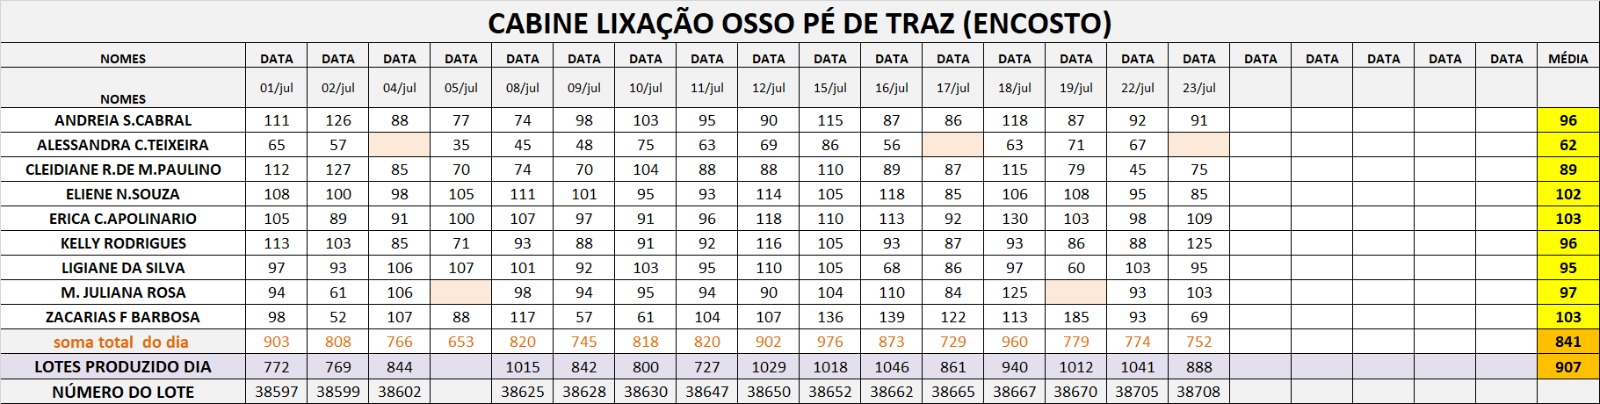 CABINE LIXAÇÃO OSSO PÉ DE TRAZ (ENCOSTO)
NOMES DATA DATA DATA DATA DATA DATA DATA DATA DATA DATA DATA DATA DATA DATA DATA DATA DATA DATA DATA DATA DATA MÉDIA
NOMES 01/jul 02/jul 04/jul 05/jul 08/jul 09/jul 10/jul 11/jul 12/jul 15/jul 16/jul 17/jul 18/jul 19/jul 22/jul 23/jul
ANDREIA S.CABRAL 111 126 88 77 74 98 103 95 90 115 87 86 118 87 92 91 96
ALESSANDRA C.TEIXEIRA 65 57 35 45 48 75 63 69 86 56 63 71 67 62
CLEIDIANE R.DE M.PAULINO 112 127 85 70 74 70 104 88 88 110 89 87 115 79 45 75 89
ELIENE N.SOUZA 108 100 98 105 111 101 95 93 114 105 118 85 106 108 95 85 102
ERICA C.APOLINARIO 105 89 91 100 107 97 91 96 118 110 113 92 130 103 98 109 103
KELLY RODRIGUES 113 103 85 71 93 88 91 92 116 105 93 87 93 86 88 125 96
LIGIANE DA SILVA 97 93 106 107 101 92 103 95 110 105 68 86 97 60 103 95 95
M. JULIANA ROSA 94 61 106 98 94 95 94 90 104 110 84 125 93 103 97
ZACARIAS F BARBOSA 98 52 107 88 117 57 61 104 107 136 139 122 113 185 93 69 103
soma total do dia 903 808 766 653 820 745 818 820 902 976 873 729 960 779 774 752 841
LOTES PRODUZIDO DIA 772 769 844 1015 842 800 727 1029 1018 1046 861 940 1012 1041 888 907
NÚMERO DO LOTE 38597 38599 38602 38625 38628 38630 38647 38650 38652 38662 38665 38667 38670 38705 38708